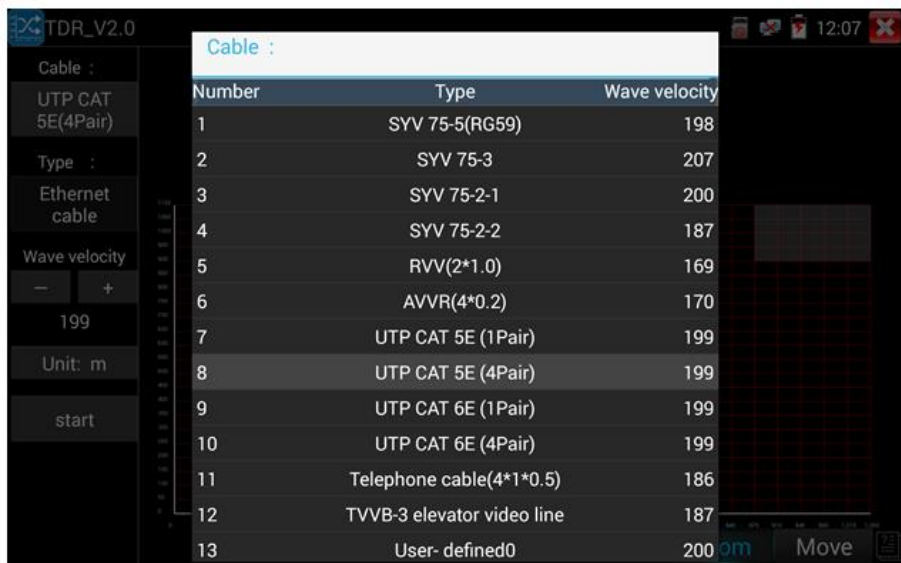 TDR_V2.0
12:07
Cable :
UTP CAT
5E(4Pair)
Type :
Ethernet
cable
Wave velocity
— +
199
Unit: m
start
Cable :
Number Type Wave velocity
1 SYV 75-5(RG59) 198
2 SYV 75-3 207
3 SYV 75-2-1 200
4 SYV 75-2-2 187
5 RVV(2*1.0) 169
6 AVVR(4*0.2) 170
7 UTP CAT 5E (1Pair) 199
8 UTP CAT 5E (4Pair) 199
9 UTP CAT 6E (1Pair) 199
10 UTP CAT 6E (4Pair) 199
11 Telephone cable(4*1*0.5) 186
12 TVVB-3 elevator video line 187
13 User- defined0 200
om Move